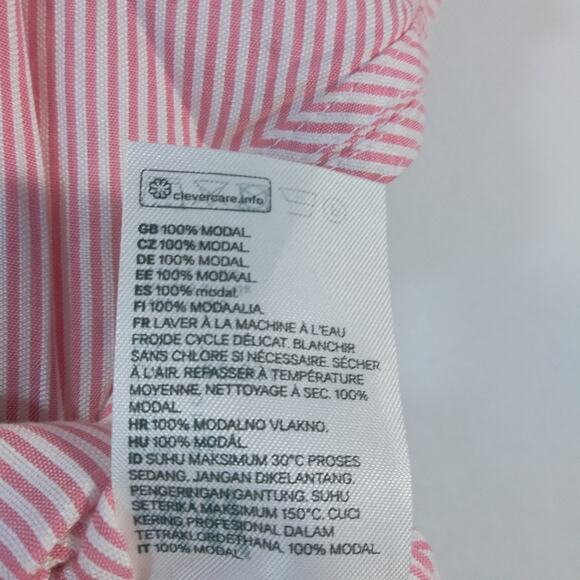 clevercare.info
GB 100% MODAL.
CZ 100% MODAL.
DE 100% MODAL.
EE 100% MODAAL.
ES 100% modal.
FI 100% MODAALIA.
FR LAVER À LA MACHINE À L'EAU
FROIDE CYCLE DÉLICAT. BLANCHIR
SANS CHLORE SI NÉCESSAIRE. SÉCHER
À L'AIR. REPASSER À TEMPÉRATURE
MOYENNE. NETTOYAGE À SEC. 100%
MODAL.
HR 100% MODALNO VLAKNO.
HU 100% MODÁL.
ID SUHU MAKSIMUM 30°C PROSES
SEDANG. JANGAN DIKELANTANG.
PENGERINGAN GANTUNG. SUHU
SETERIKA MAKSIMUM 150°C. CUCI
KERING PROFESIONAL DALAM
TETRAKLOROETHANA. 100% MODAL.
IT 100% MODAL.